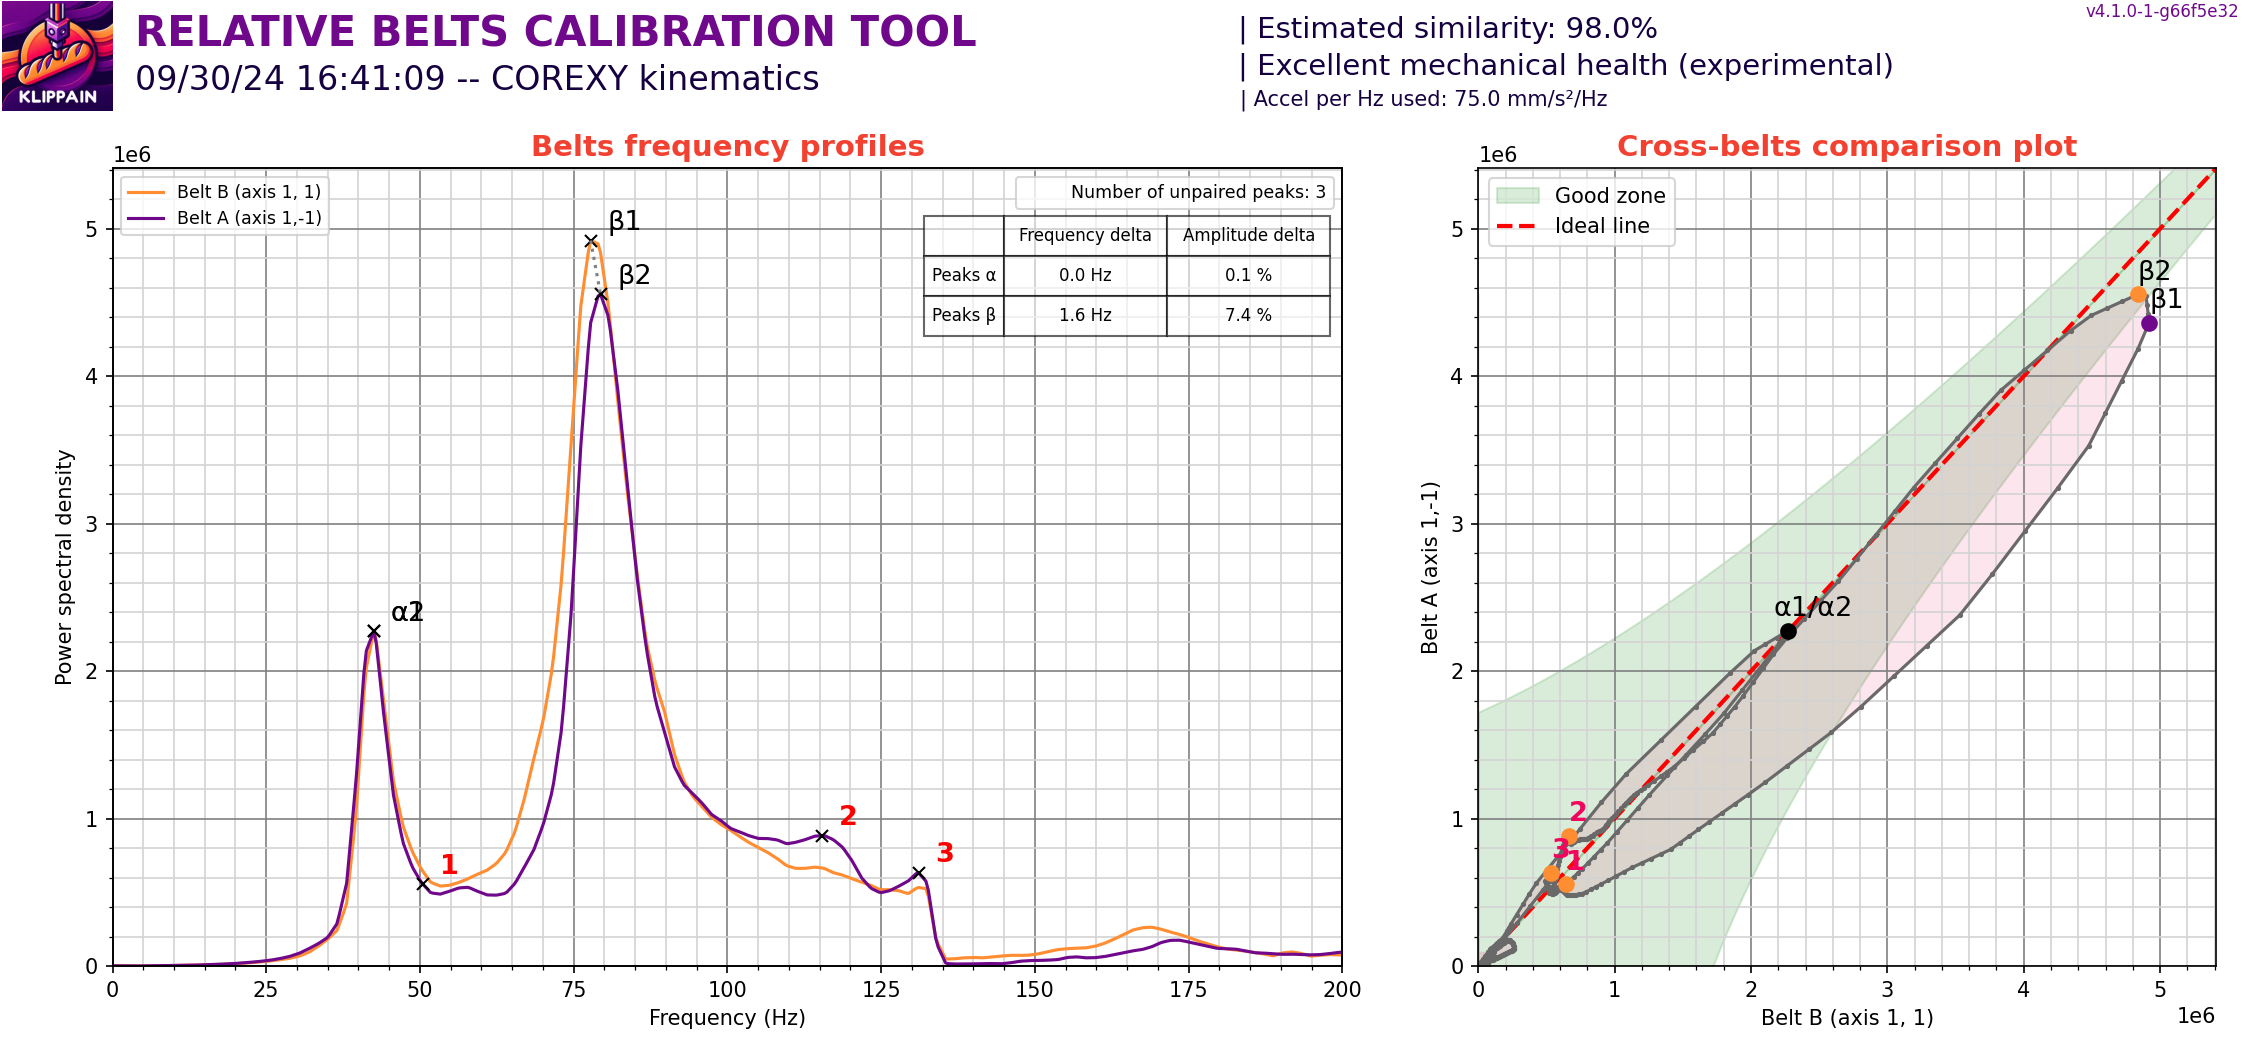 KLIPPAIN
RELATIVE BELTS CALIBRATION TOOL
09/30/24 16:41:09 -- COREXY kinematics
| Estimated similarity: 98.0%
| Excellent mechanical health (experimental)
| Accel per Hz used: 75.0 mm/s²/Hz
v4.1.0-1-g66f5e32
Belts frequency profiles
1e6
Belt B (axis 1, 1)
Belt A (axis 1,-1)
Number of unpaired peaks: 3
Frequency delta Amplitude delta
Peaks α 0.0 Hz 0.1 %
Peaks β 1.6 Hz 7.4 %
β1
β2
α2
1
2
3
Power spectral density
5
4
3
2
1
0
0 25 50 75 100 125 150 175 200
Frequency (Hz)
Cross-belts comparison plot
1e6
Good zone
Ideal line
β2
β1
α1/α2
2
3
1
Belt A (axis 1,-1)
5
4
3
2
1
0
0 1 2 3 4 5
Belt B (axis 1, 1)
1e6